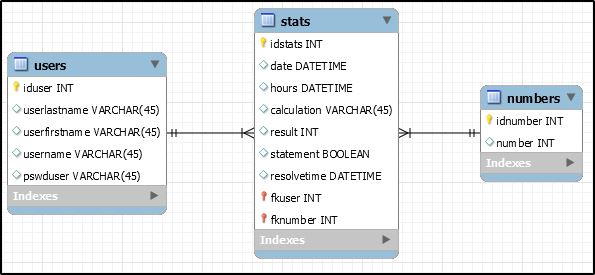 users
iduser INT
userlastname VARCHAR(45)
userfirstname VARCHAR(45)
username VARCHAR(45)
pswduser VARCHAR(45)
Indexes
stats
idstats INT
date DATETIME
hours DATETIME
calculation VARCHAR(45)
result INT
statement BOOLEAN
resolvetime DATETIME
fkuser INT
fknumber INT
Indexes
numbers
idnumber INT
number INT
Indexes